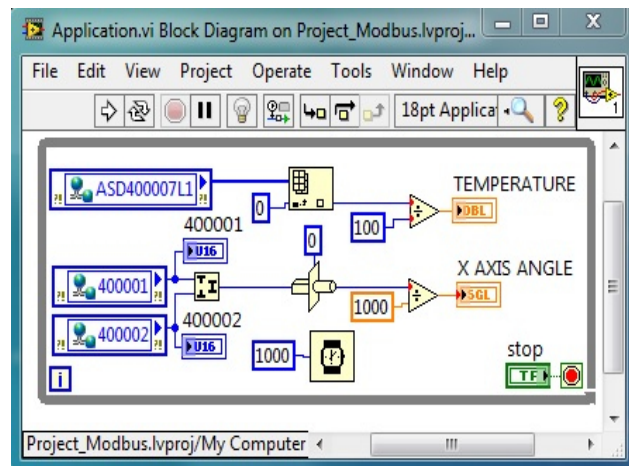 Application.vi Block Diagram on Project_Modbus.lvproj...
File Edit View Project Operate Tools Window Help
18pt Applicat
1
ASD400007L1
0
100
TEMPERATURE
DBL
400001
U16
0
X AXIS ANGLE
400001
1000
SGL
400002
400002
U16
1000
stop
TF
i
Project_Modbus.lvproj/My Computer